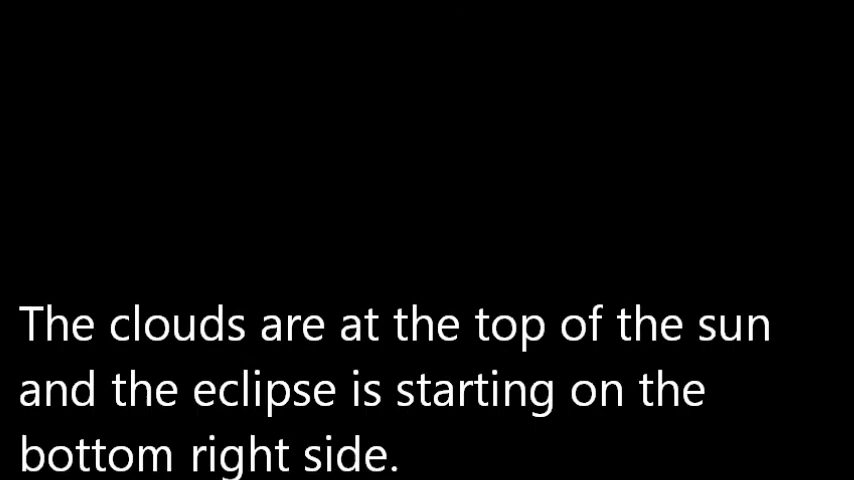 The clouds are at the top of the sun
and the eclipse is starting on the
bottom right side.